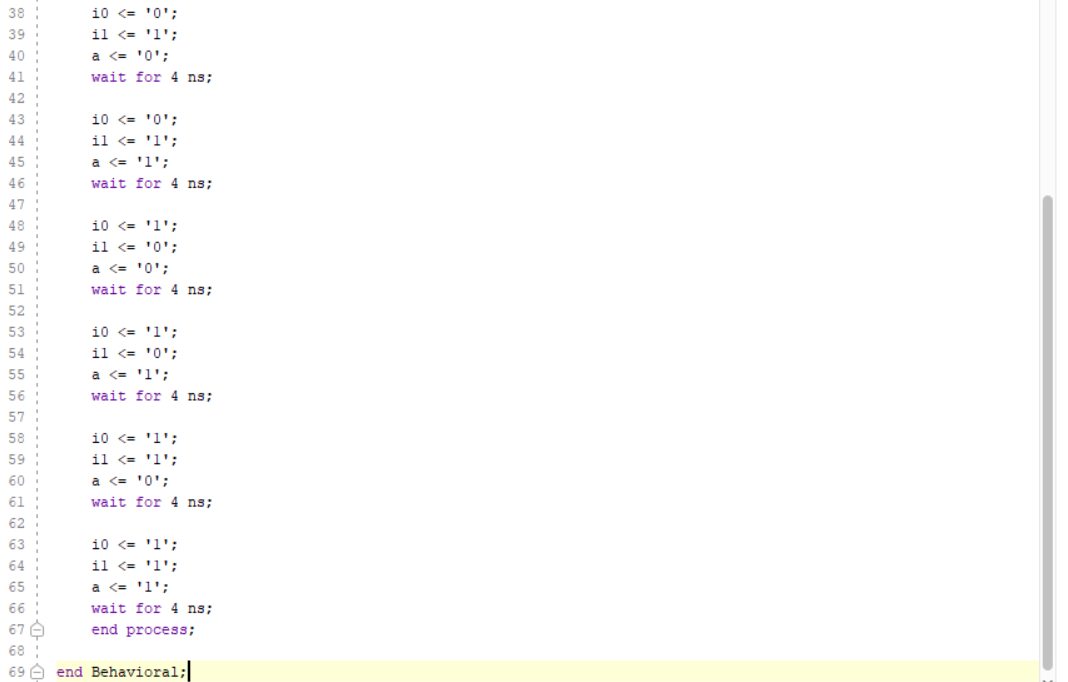 38 i0 <= '0';
39 i1 <= '1';
40 a <= '0';
41 wait for 4 ns;
42
43 i0 <= '0';
44 i1 <= '1';
45 a <= '1';
46 wait for 4 ns;
47
48 i0 <= '1';
49 i1 <= '0';
50 a <= '0';
51 wait for 4 ns;
52
53 i0 <= '1';
54 i1 <= '0';
55 a <= '1';
56 wait for 4 ns;
57
58 i0 <= '1';
59 i1 <= '1';
60 a <= '0';
61 wait for 4 ns;
62
63 i0 <= '1';
64 i1 <= '1';
65 a <= '1';
66 wait for 4 ns;
67 end process;
68
69 end Behavioral;